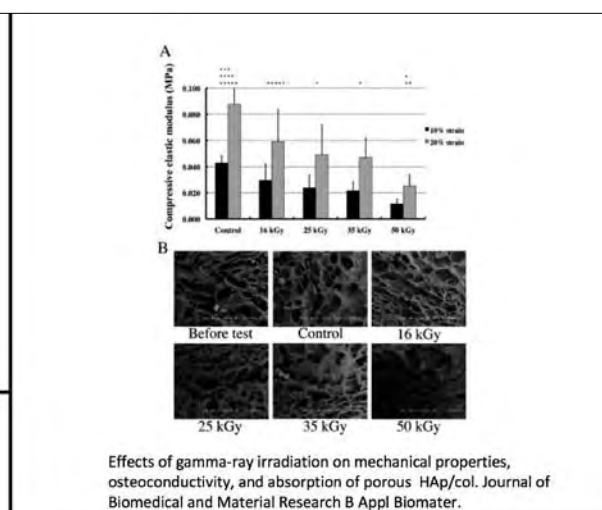 A
Compressive elastic modulus (MPa)
0.100
0.080
0.060
0.040
0.020
0.000
10% strain
20% strain
Control 16 kGy 25 kGy 35 kGy 50 kGy
B
Before test Control 16 kGy
25 kGy 35 kGy 50 kGy
Effects of gamma-ray irradiation on mechanical properties,
osteoconductivity, and absorption of porous HAp/col. Journal of
Biomedical and Material Research B Appl Biomater.